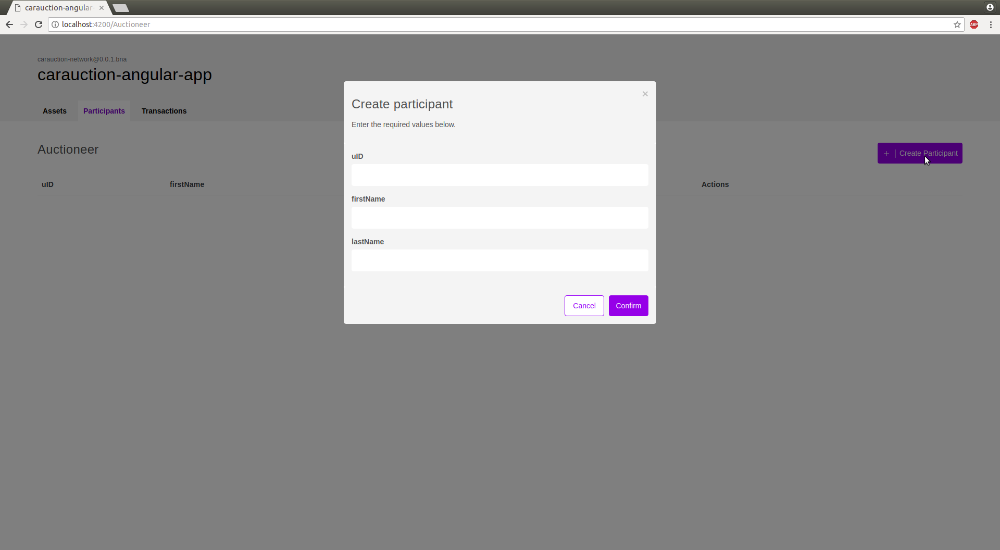 carauction-angular-
localhost:4200/Auctioneer
ABP
carauction-network@0.0.1.bna
carauction-angular-app
Assets Participants Transactions
Auctioneer
+ Create Participant
uID firstName Actions
×
Create participant
Enter the required values below.
uID
firstName
lastName
Cancel Confirm